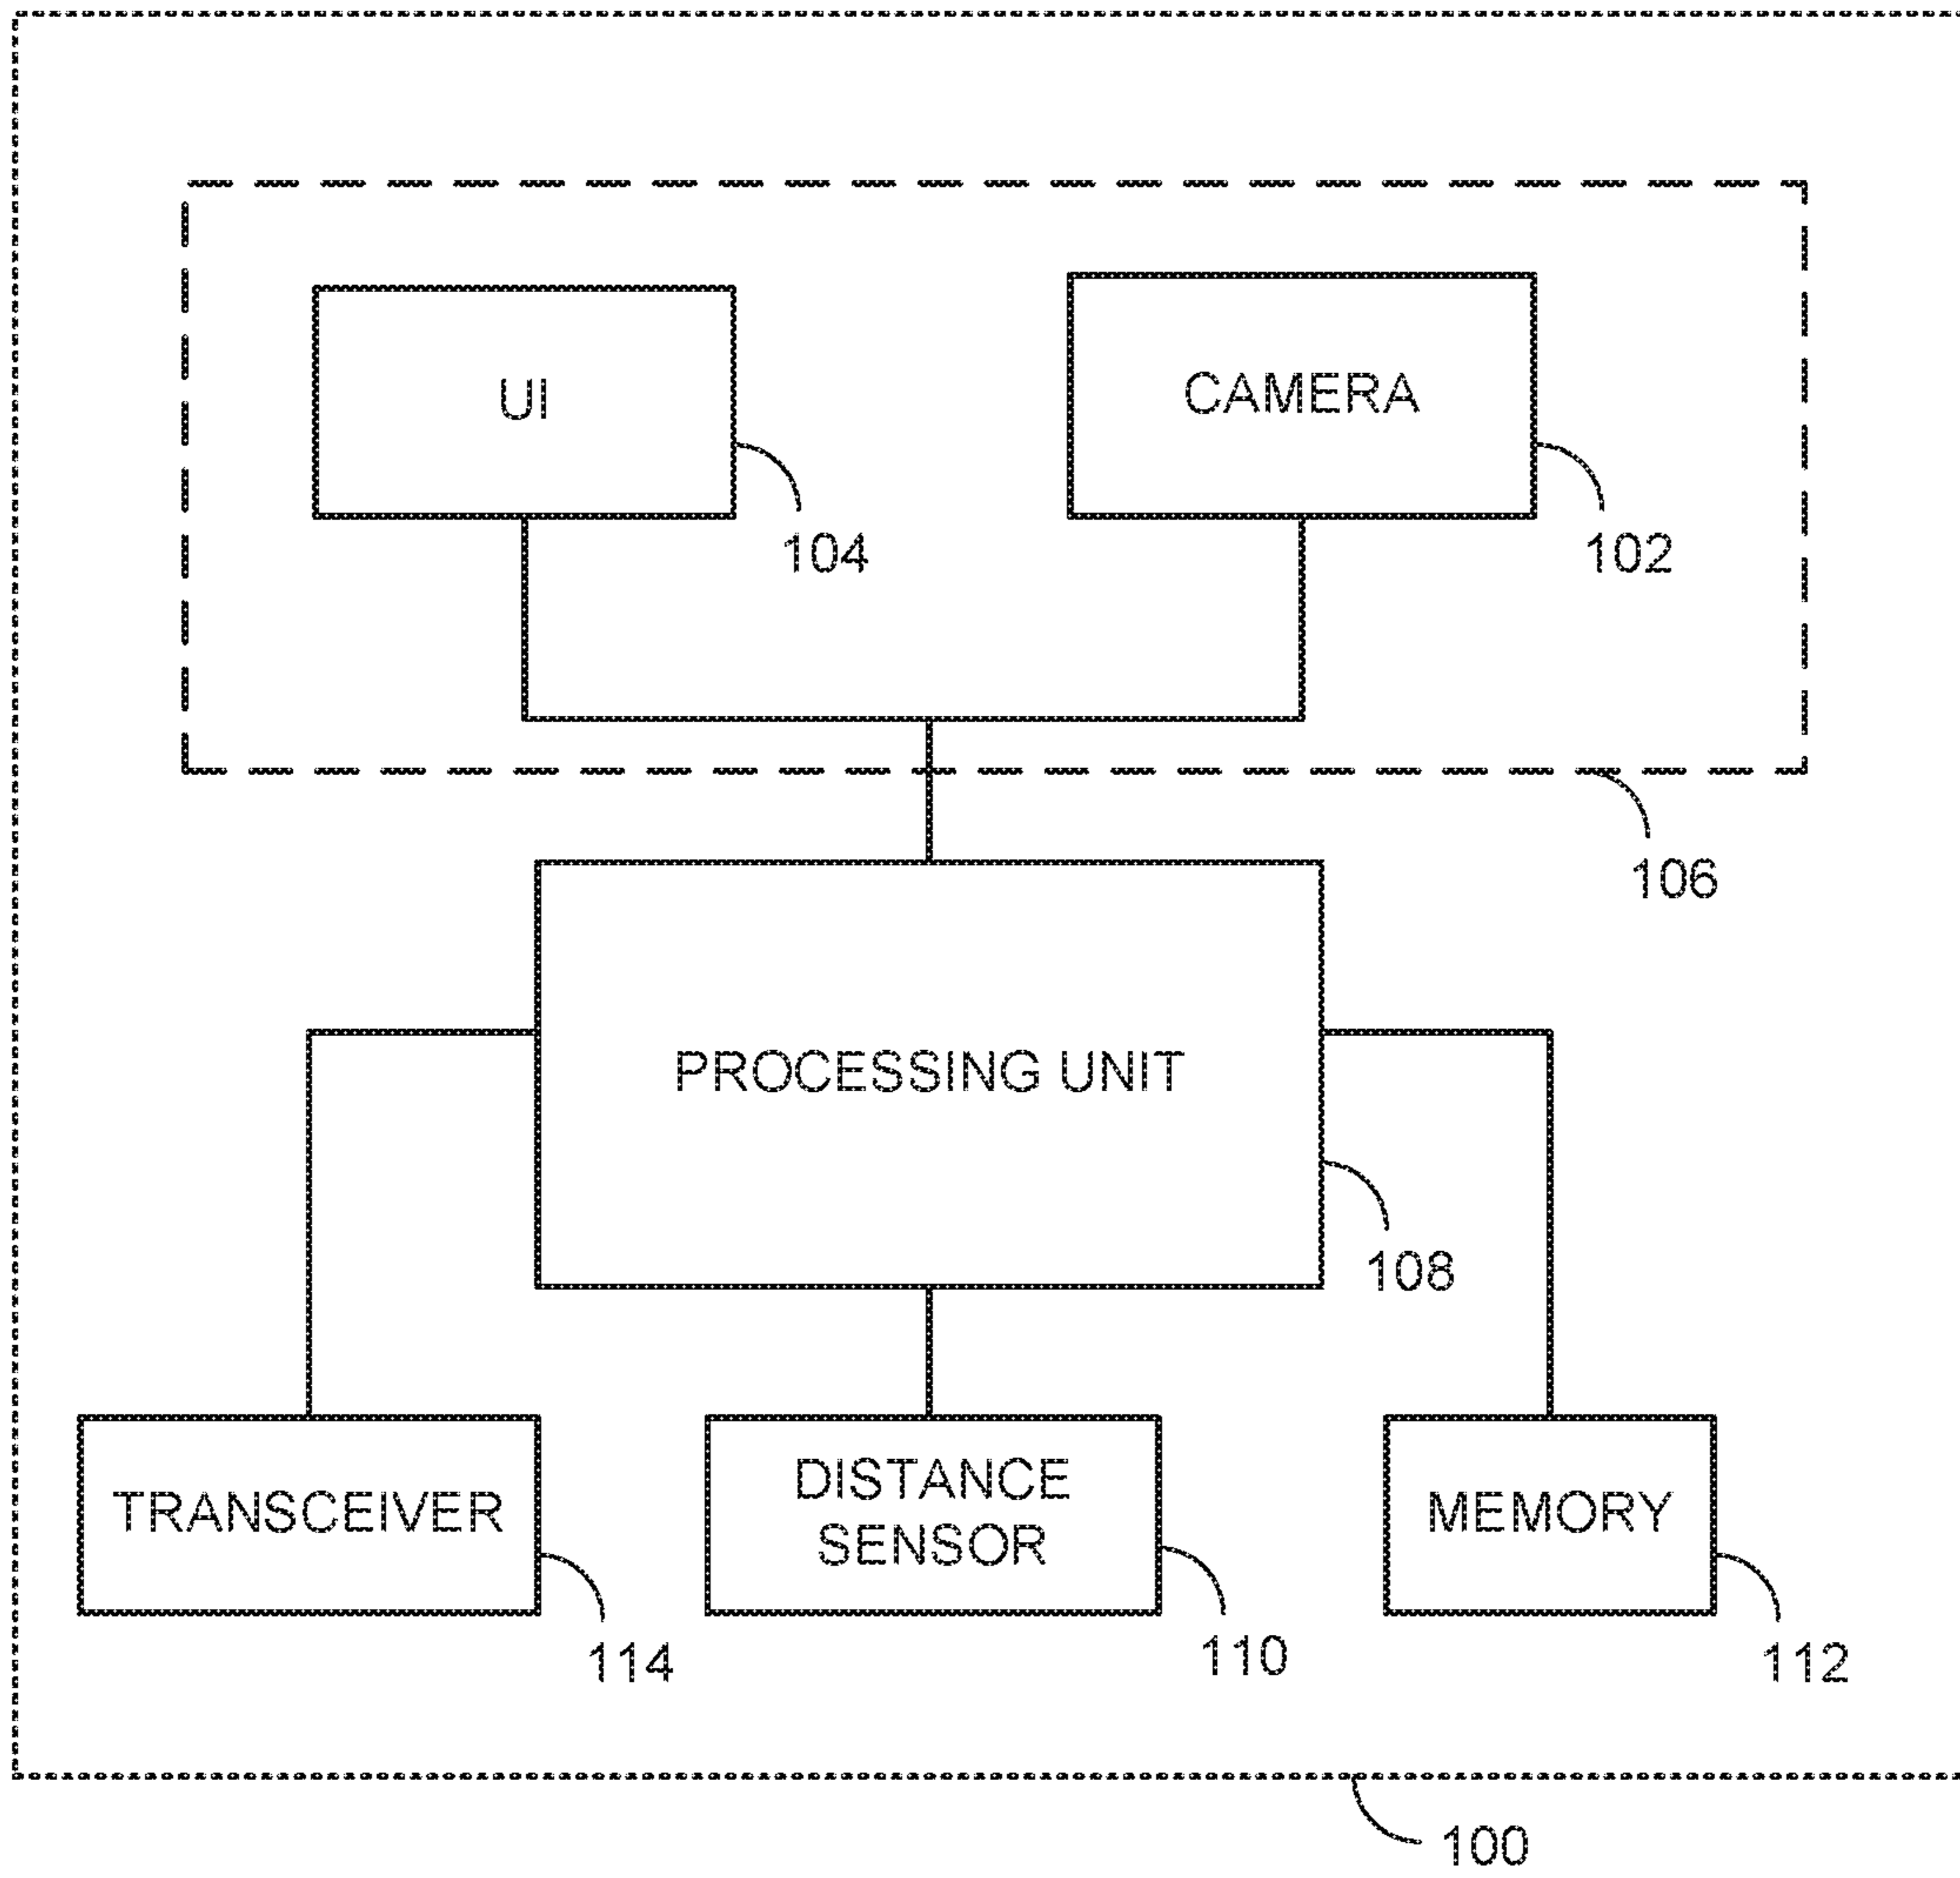 UI
CAMERA
104
102
106
PROCESSING UNIT
108
TRANSCEIVER
DISTANCE
SENSOR
MEMORY
114
110
112
100